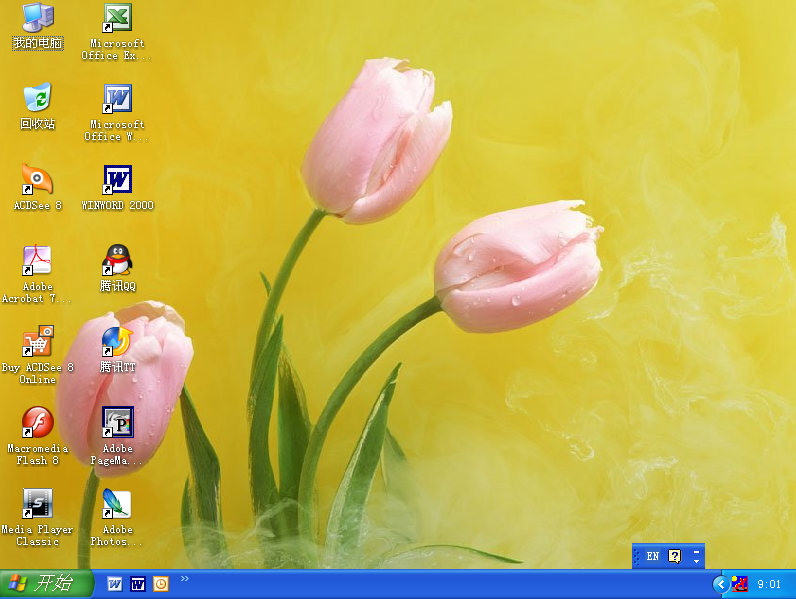 我的电脑
Microsoft
Office Ex...
回收站
Microsoft
Office W...
ACDSee 8
WINWORD 2000
Adobe
Acrobat 7...
腾讯QQ
Buy ACDSee 8
Online
腾讯TT
Macromedia
Flash 8
Adobe
PageMa...
Media Player
Classic
Adobe
Photos...
EN
开始
9:01